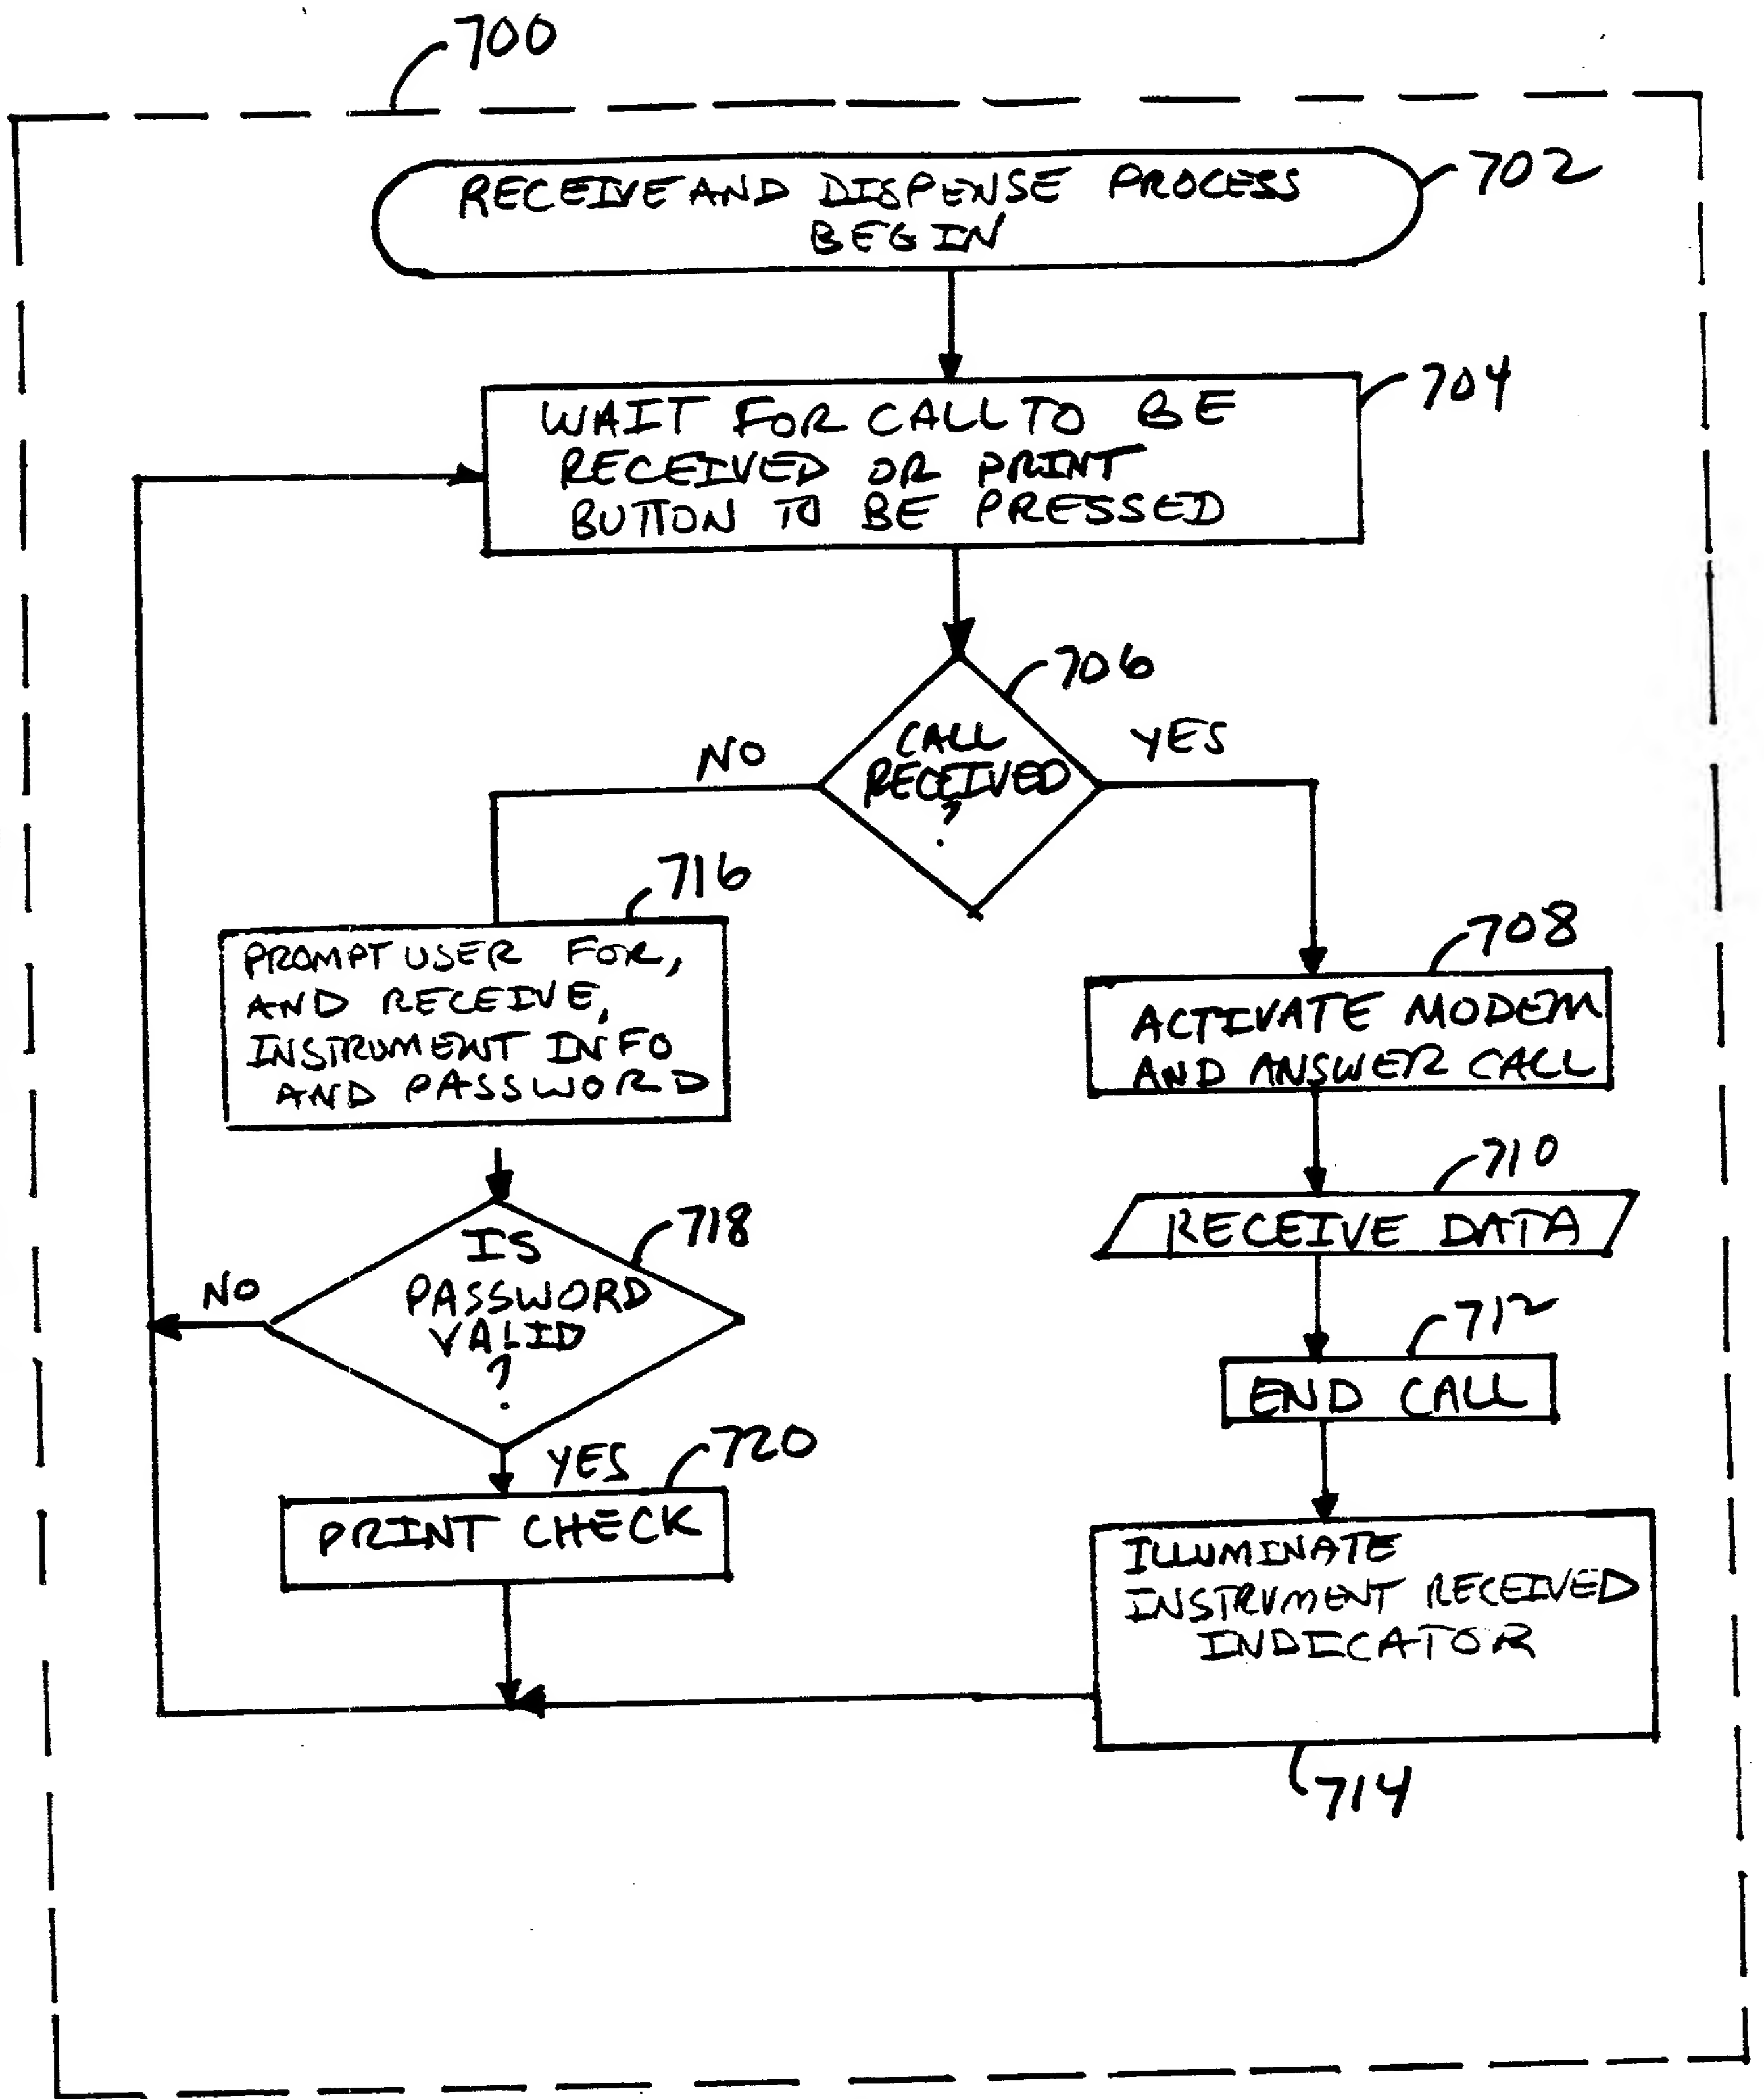 700
RECEIVE AND DISPENSE PROCESS
BEGIN
702
WAIT FOR CALL TO BE
RECEIVED OR PRINT
BUTTON TO BE PRESSED
704
706
CALL
RECEIVED
?
NO
YES
716
PROMPT USER FOR,
AND RECEIVE,
INSTRUMENT INFO
AND PASSWORD
708
ACTIVATE MODEM
AND ANSWER CALL
710
RECEIVE DATA
718
IS
PASSWORD
VALID
?
NO
YES
712
END CALL
720
PRINT CHECK
ILLUMINATE
INSTRUMENT RECEIVED
INDICATOR
714